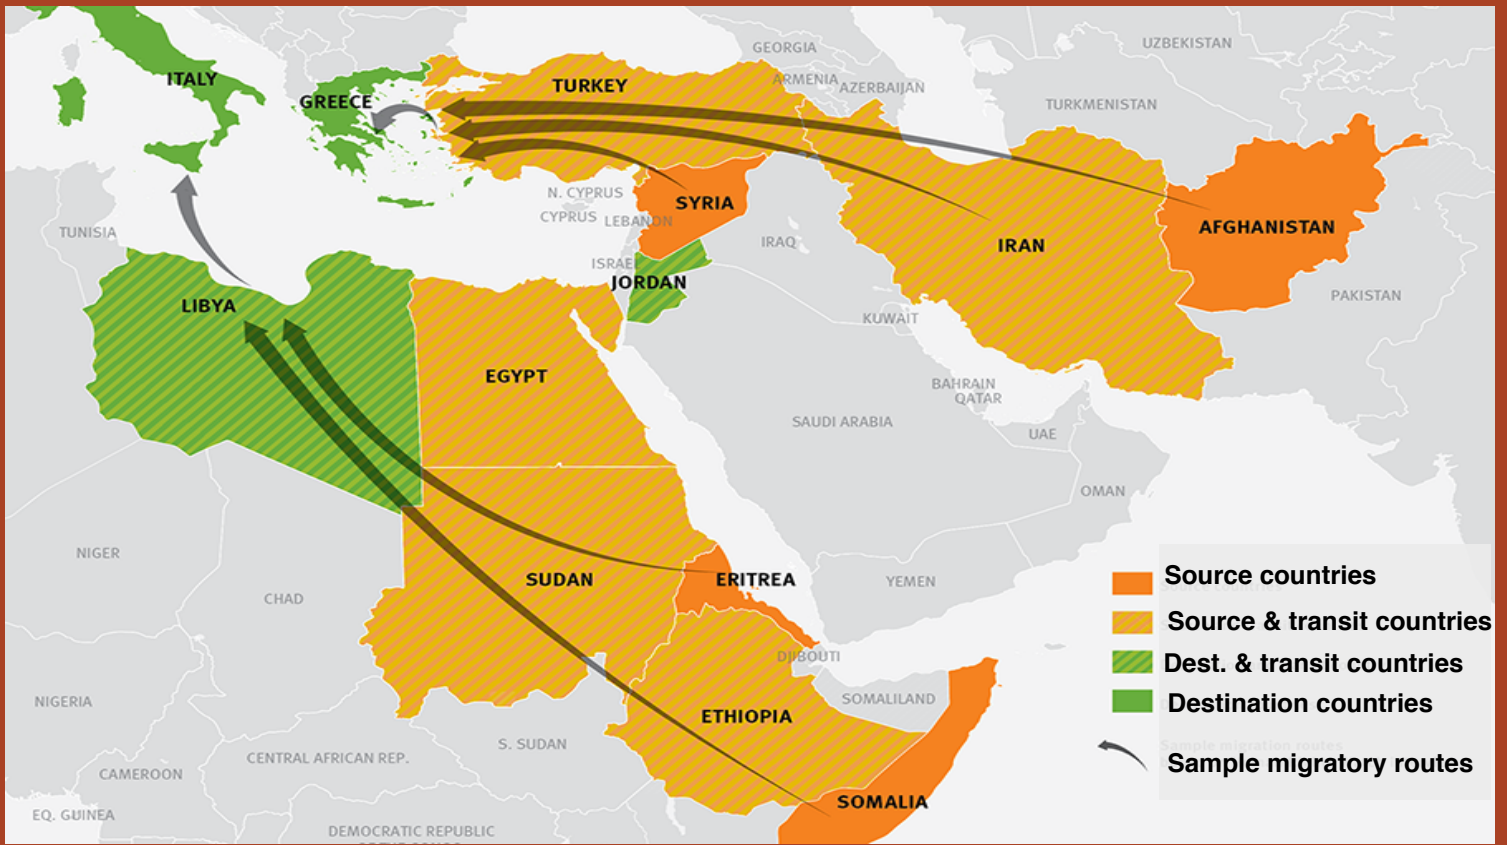 GEORGIA
UZBEKISTAN
ITALY
TURKEY
ARMENIA
AZERBAIJAN
GREECE
TURKMENISTAN
N. CYPRUS
SYRIA
CYPRUS
LEBANON
AFGHANISTAN
TUNISIA
IRAQ
IRAN
ISRAEL
JORDAN
PAKISTAN
LIBYA
KUWAIT
EGYPT
BAHRAIN
QATAR
SAUDI ARABIA
UAE
OMAN
NIGER
SUDAN
ERITREA
YEMEN
CHAD
DJIBOUTI
NIGERIA
SOMALILAND
ETHIOPIA
S. SUDAN
CENTRAL AFRICAN REP.
CAMEROON
SOMALIA
EQ. GUINEA
DEMOCRATIC REPUBLIC
Source countries
Source & transit countries
Dest. & transit countries
Destination countries
Sample migration routes
Sample migratory routes